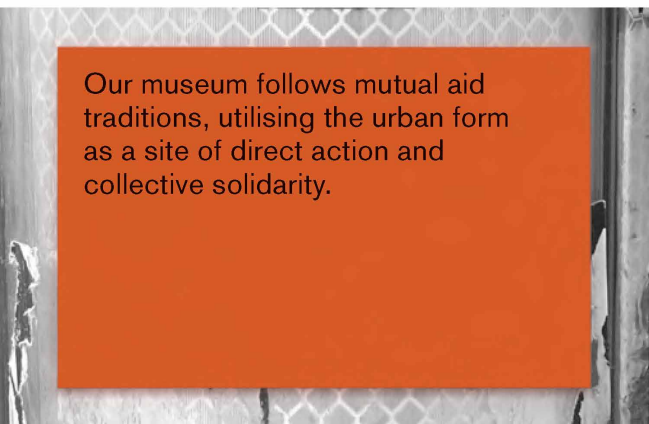 Our museum follows mutual aid
traditions, utilising the urban form
as a site of direct action and
collective solidarity.